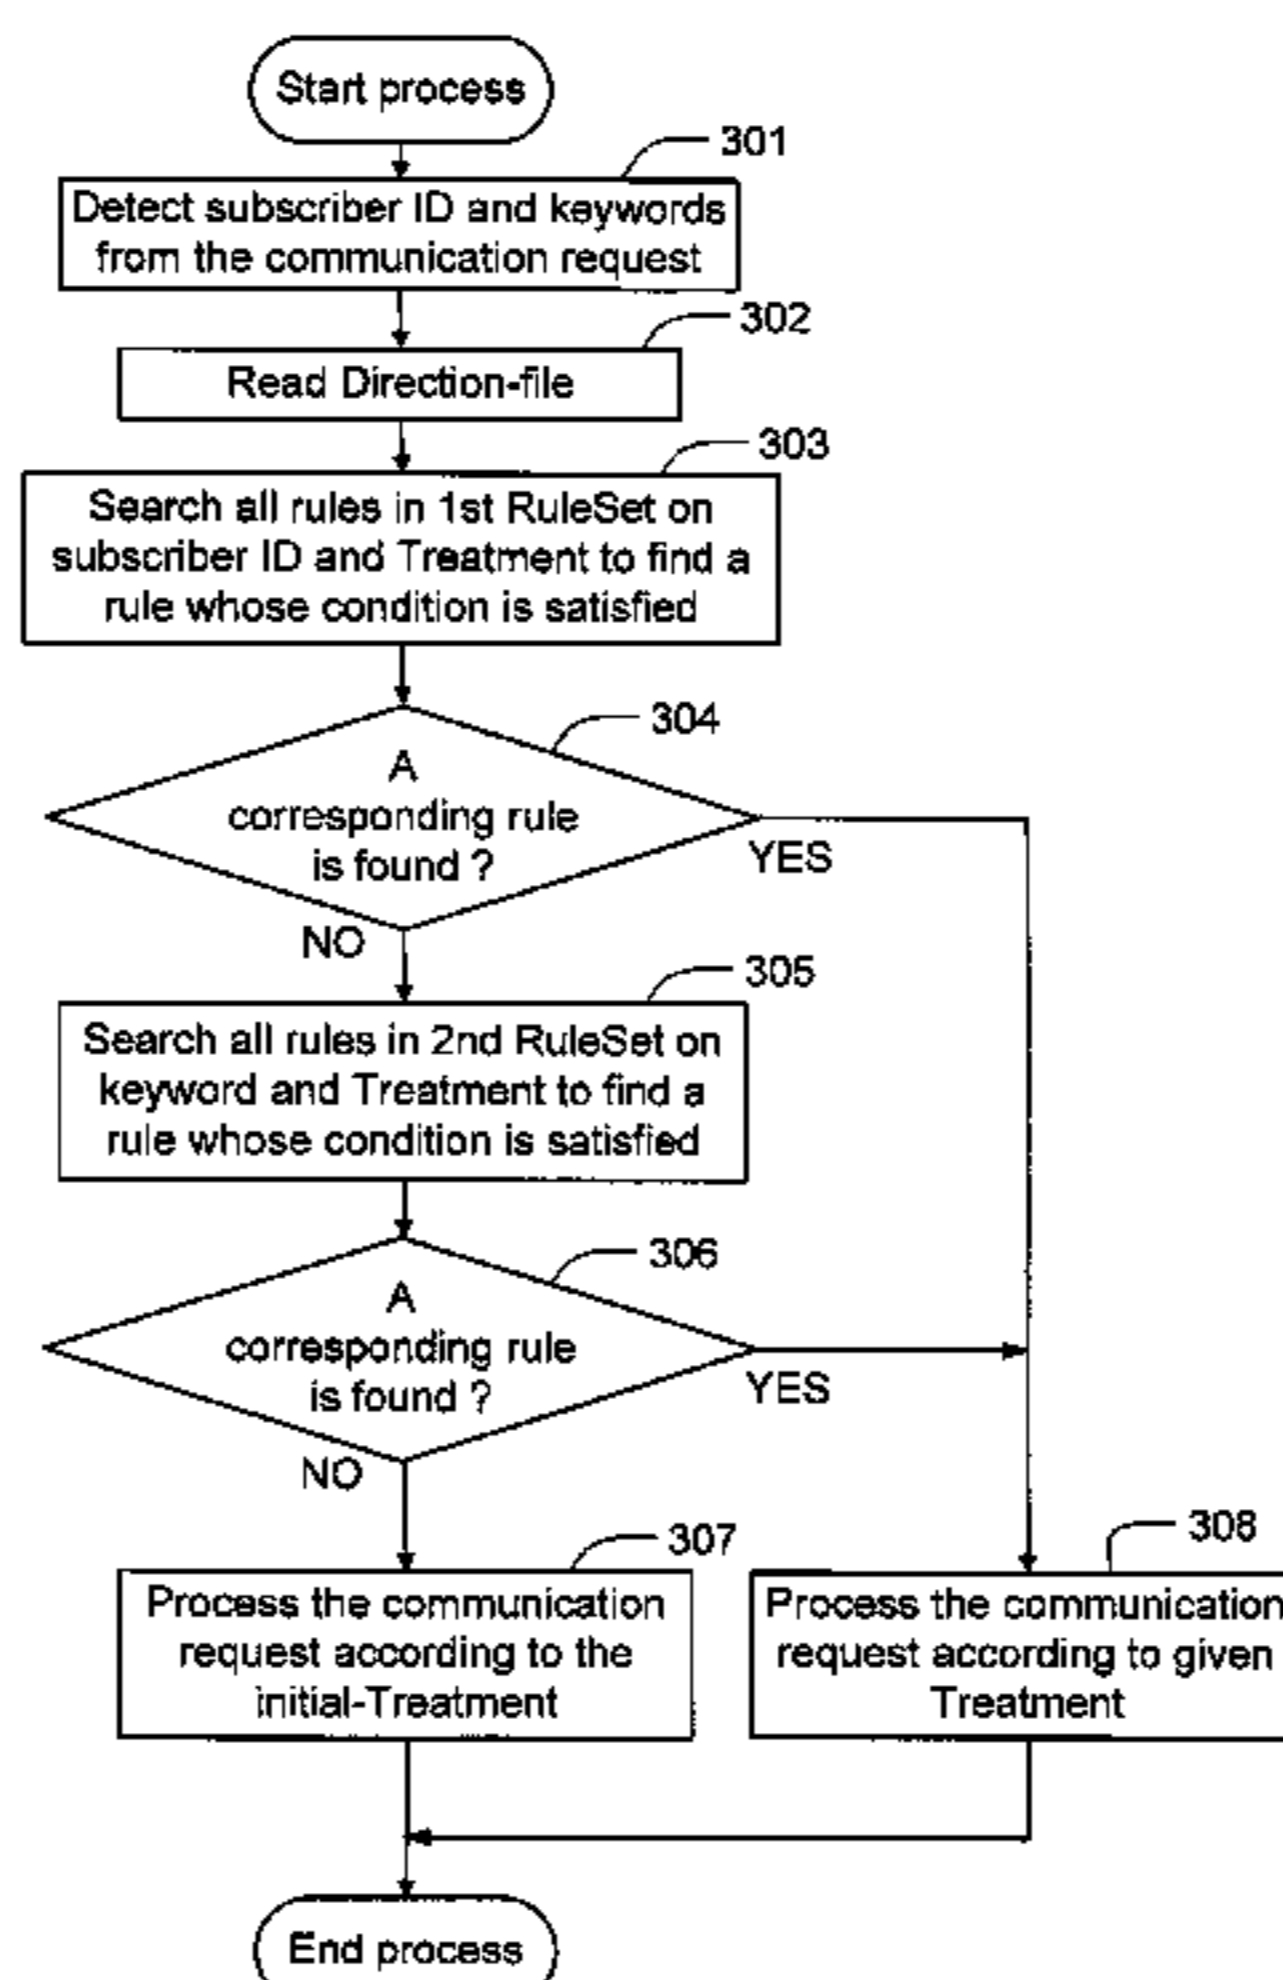 Start process
301
Detect subscriber ID and keywords
from the communication request
302
Read Direction-file
303
Search all rules in 1st RuleSet on
subscriber ID and Treatment to find a
rule whose condition is satisfied
304
A
corresponding rule
is found ?
YES
NO
305
Search all rules in 2nd RuleSet on
keyword and Treatment to find a
rule whose condition is satisfied
306
A
corresponding rule
is found ?
YES
NO
307
Process the communication
request according to the
initial-Treatment
308
Process the communication
request according to given
Treatment
End process